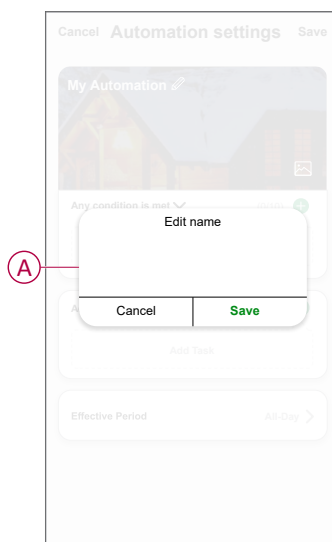 Cancel Automation settings Save
My Automation
Any condition is met
A
Edit name
Cancel Save
A
Add Task
Effective Period All-Day